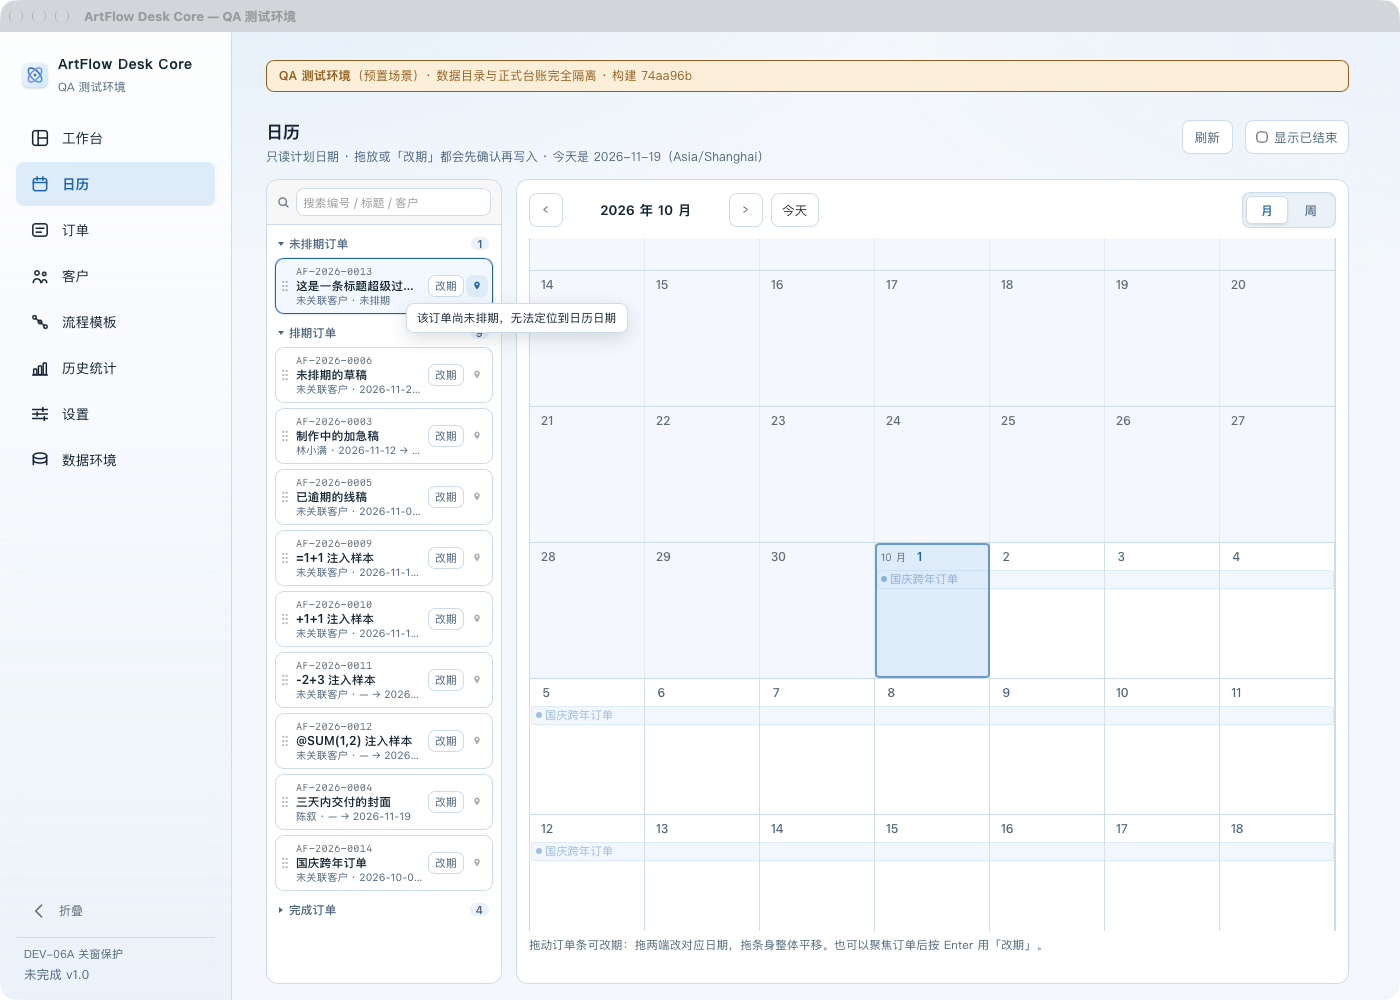 ArtFlow Desk Core — QA 测试环境
ArtFlow Desk Core
QA 测试环境
工作台
日历
订单
客户
流程模板
历史统计
设置
数据环境
折叠
DEV-06A 关窗保护
未完成 v1.0
QA 测试环境（预置场景）· 数据目录与正式台账完全隔离 · 构建 74aa96b
日历
只读计划日期 · 拖放或「改期」都会先确认再写入 · 今天是 2026-11-19（Asia/Shanghai）
刷新
显示已结束
搜索编号 / 标题 / 客户
未排期订单 1
AF-2026-0013
这是一条标题超级过…
未关联客户 · 未排期
改期
该订单尚未排期，无法定位到日历日期
排期订单
AF-2026-0006
未排期的草稿
未关联客户 · 2026-11-2…
改期
AF-2026-0003
制作中的加急稿
林小满 · 2026-11-12 → …
改期
AF-2026-0005
已逾期的线稿
未关联客户 · 2026-11-0…
改期
AF-2026-0009
=1+1 注入样本
未关联客户 · 2026-11-1…
改期
AF-2026-0010
+1+1 注入样本
未关联客户 · 2026-11-1…
改期
AF-2026-0011
-2+3 注入样本
未关联客户 · — → 2026…
改期
AF-2026-0012
@SUM(1,2) 注入样本
未关联客户 · — → 2026…
改期
AF-2026-0004
三天内交付的封面
陈叙 · — → 2026-11-19
改期
AF-2026-0014
国庆跨年订单
未关联客户 · 2026-10-0…
改期
完成订单 4
< 2026 年 10 月 > 今天
月 周
14 15 16 17 18 19 20
21 22 23 24 25 26 27
28 29 30 10 月 1 2 3 4
国庆跨年订单
5 6 7 8 9 10 11
国庆跨年订单
12 13 14 15 16 17 18
国庆跨年订单
拖动订单条可改期：拖两端改对应日期，拖条身整体平移。也可以聚焦订单后按 Enter 用「改期」。